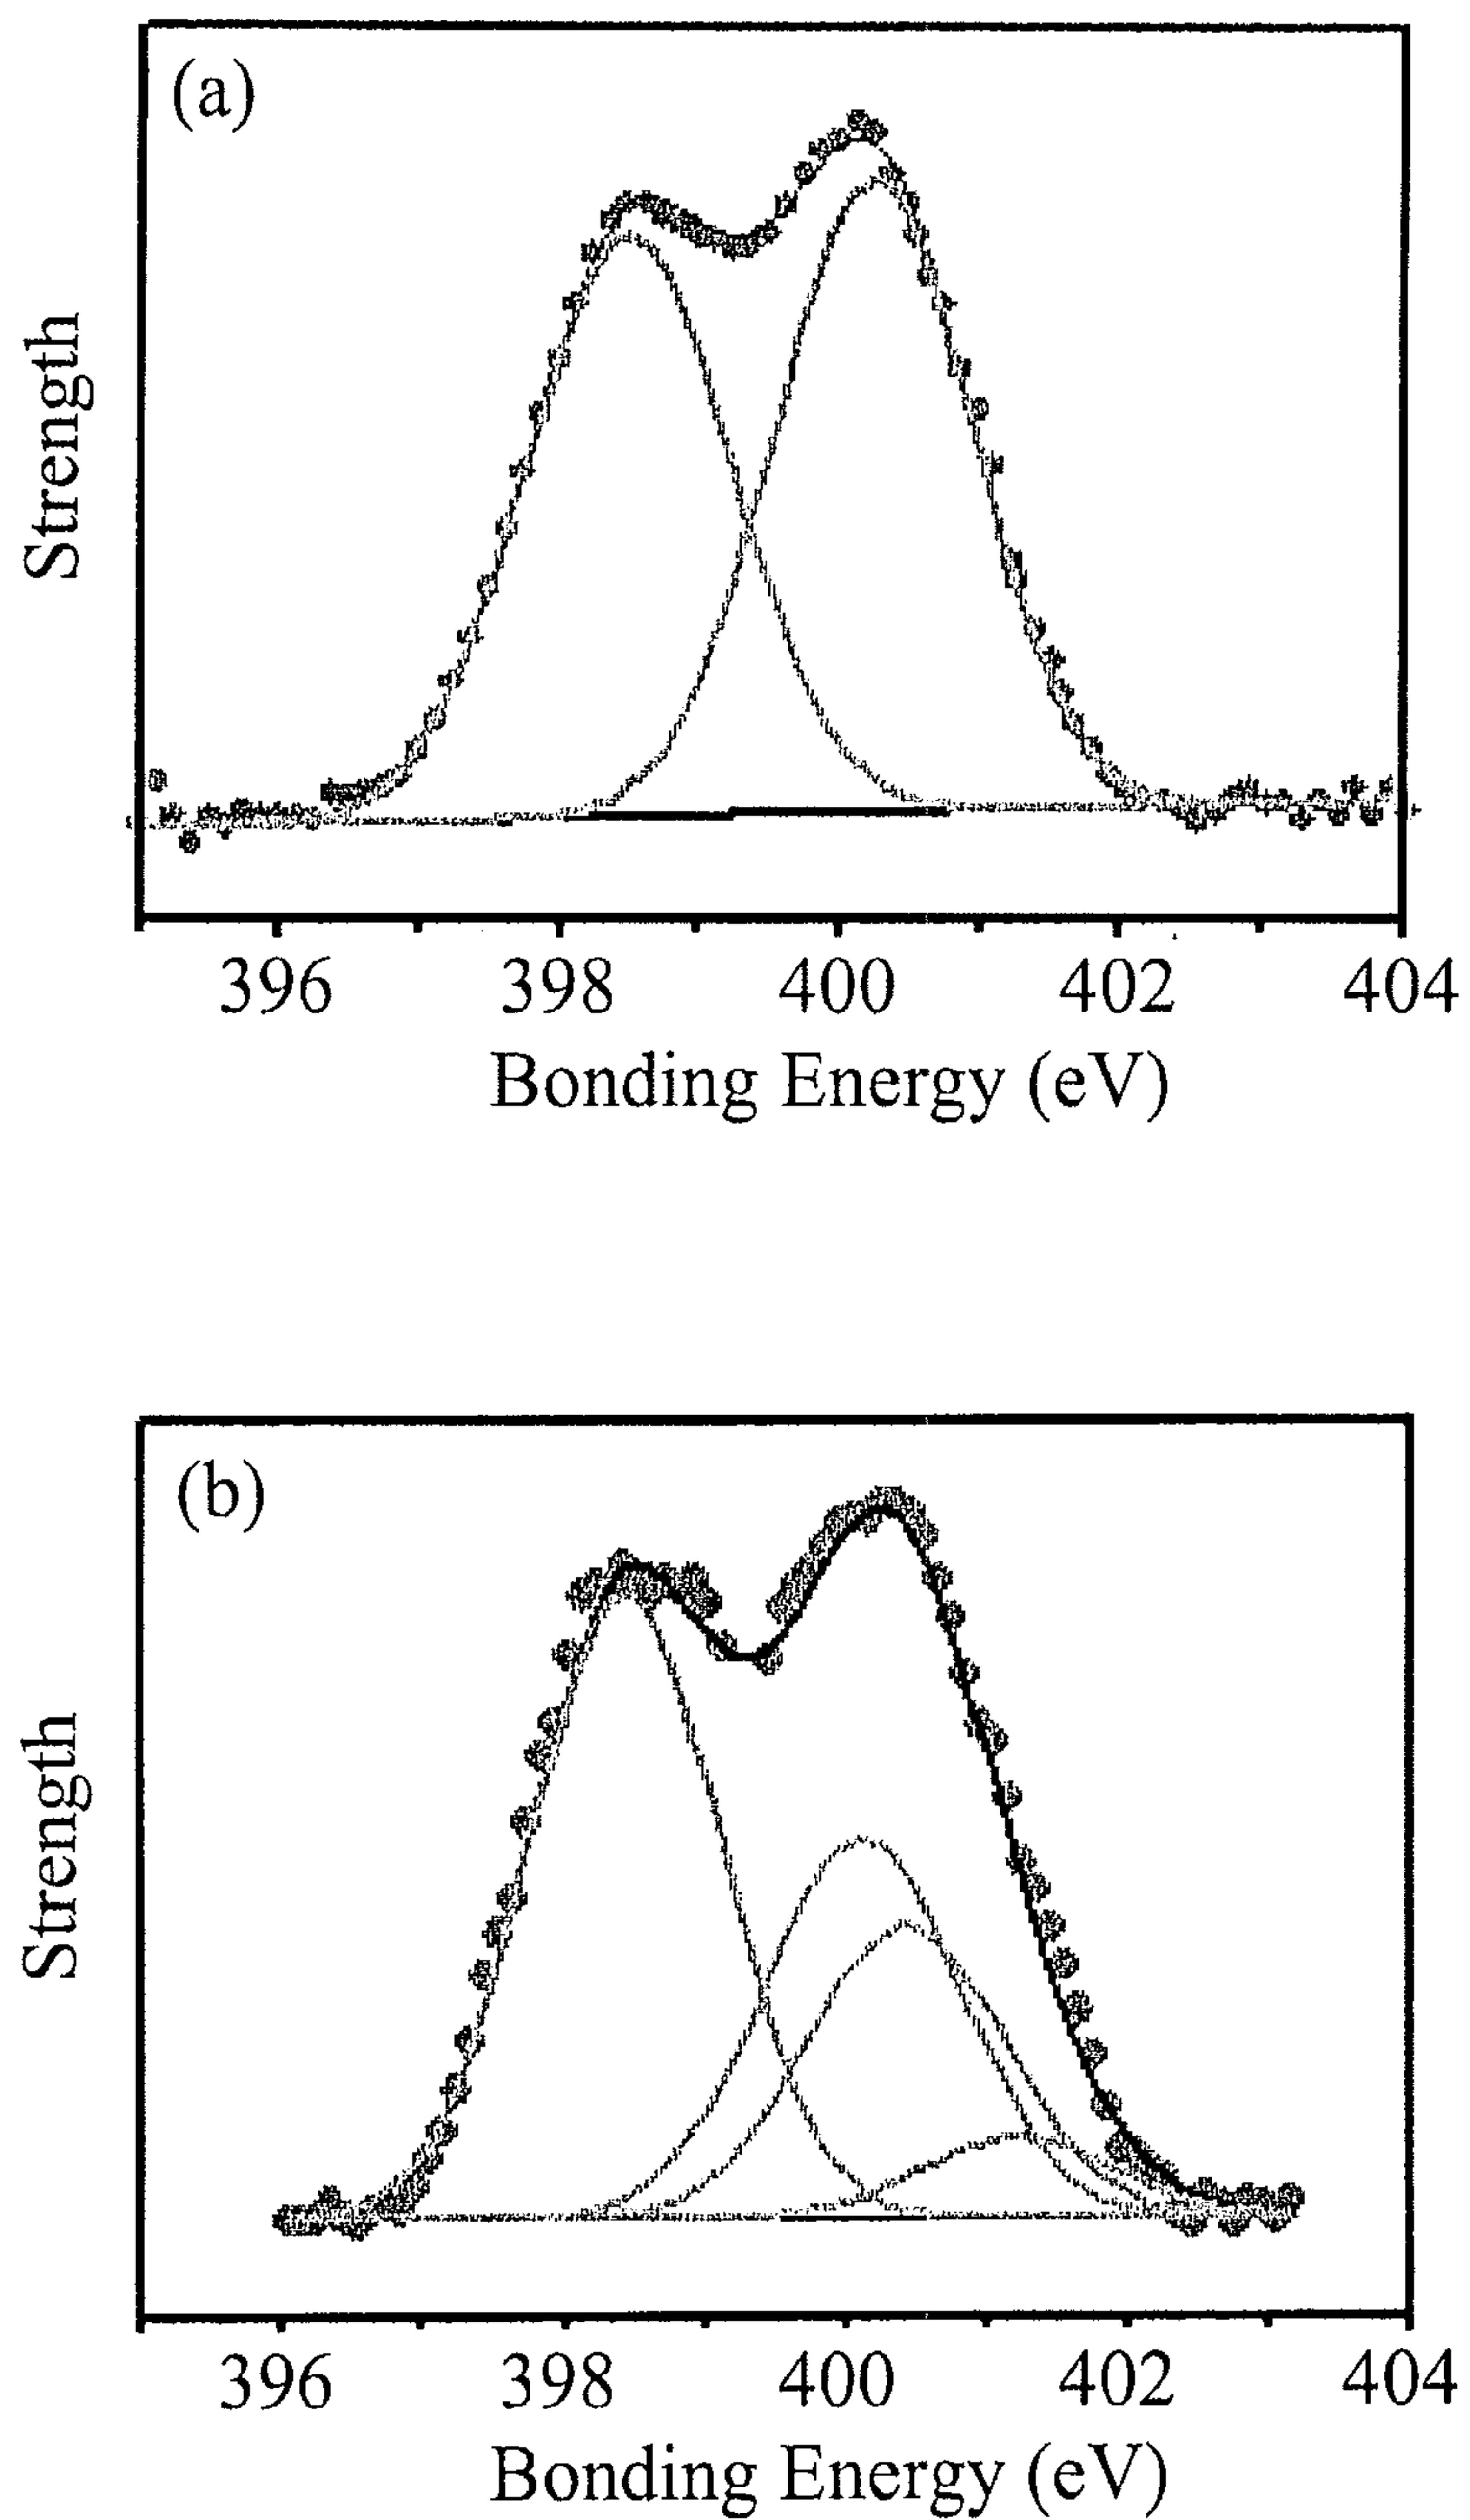 (a)
Strength
396 398 400 402 404
Bonding Energy (eV)
(b)
Strength
396 398 400 402 404
Bonding Energy (eV)